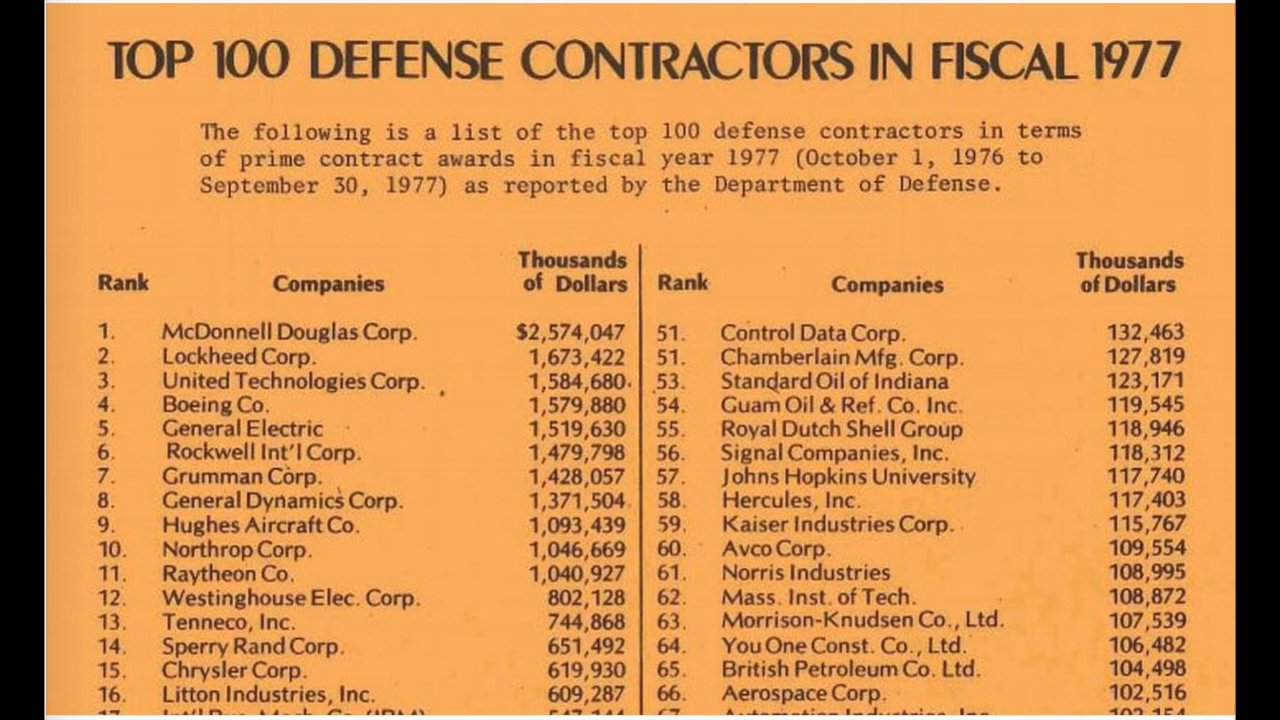 TOP 100 DEFENSE CONTRACTORS IN FISCAL 1977
The following is a list of the top 100 defense contractors in terms
of prime contract awards in fiscal year 1977 (October 1, 1976 to
September 30, 1977) as reported by the Department of Defense.
Rank Companies Thousands of Dollars
1. McDonnell Douglas Corp. $2,574,047
2. Lockheed Corp. 1,673,422
3. United Technologies Corp. 1,584,680
4. Boeing Co. 1,579,880
5. General Electric 1,519,630
6. Rockwell Int'l Corp. 1,479,798
7. Grumman Corp. 1,428,057
8. General Dynamics Corp. 1,371,504
9. Hughes Aircraft Co. 1,093,439
10. Northrop Corp. 1,046,669
11. Raytheon Co. 1,040,927
12. Westinghouse Elec. Corp. 802,128
13. Tenneco, Inc. 744,868
14. Sperry Rand Corp. 651,492
15. Chrysler Corp. 619,930
16. Litton Industries, Inc. 609,287
Rank Companies Thousands of Dollars
51. Control Data Corp. 132,463
51. Chamberlain Mfg. Corp. 127,819
53. Standard Oil of Indiana 123,171
54. Guam Oil & Ref. Co. Inc. 119,545
55. Royal Dutch Shell Group 118,946
56. Signal Companies, Inc. 118,312
57. Johns Hopkins University 117,740
58. Hercules, Inc. 117,403
59. Kaiser Industries Corp. 115,767
60. Avco Corp. 109,554
61. Norris Industries 108,995
62. Mass. Inst. of Tech. 108,872
63. Morrison-Knudsen Co., Ltd. 107,539
64. You One Const. Co., Ltd. 106,482
65. British Petroleum Co. Ltd. 104,498
66. Aerospace Corp. 102,516